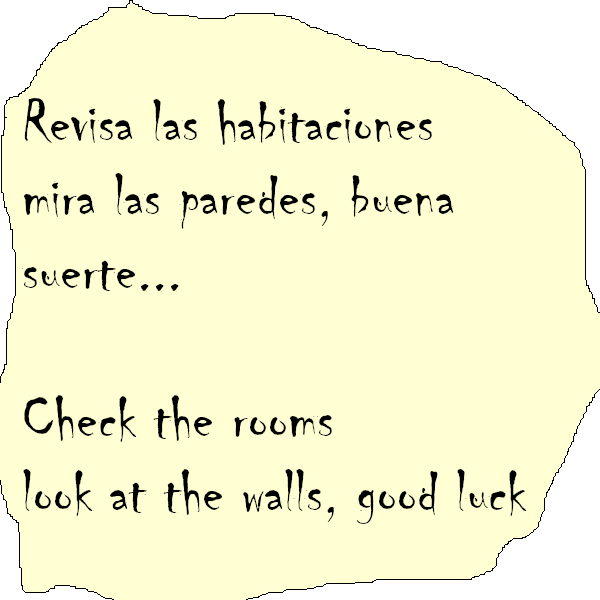 Revisa las habitaciones
mira las paredes, buena
suerte...
Check the rooms
look at the walls, good luck